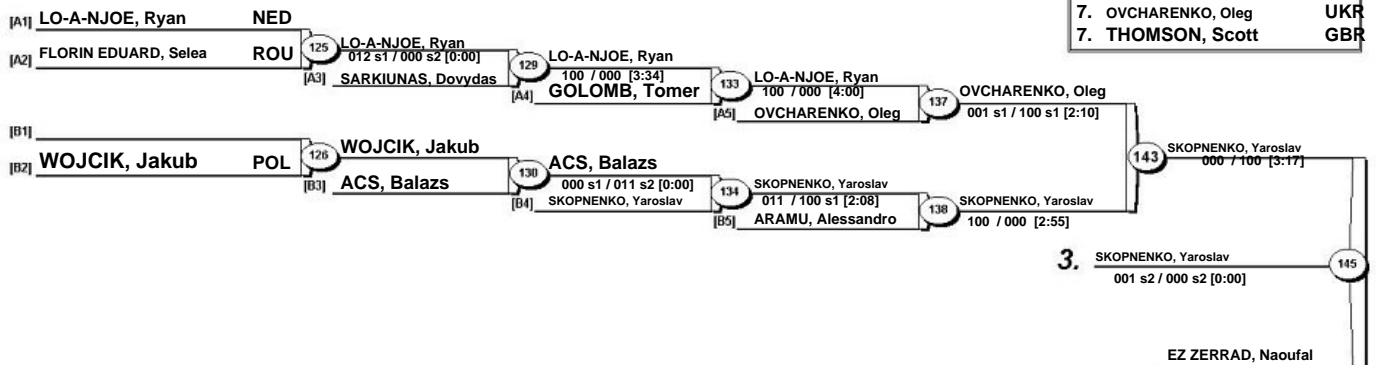 7. OVCHARENKO, Oleg UKR
7. THOMSON, Scott GBR
[A1] LO-A-NJOE, Ryan NED
[A2] FLORIN EDUARD, Selea ROU
125
LO-A-NJOE, Ryan
012 s1 / 000 s2 [0:00]
[A3] SARKIUNAS, Dovydas
129
LO-A-NJOE, Ryan
100 / 000 [3:34]
[A4] GOLOMB, Tomer
133
LO-A-NJOE, Ryan
100 / 000 [4:00]
[A5] OVCHARENKO, Oleg
137
OVCHARENKO, Oleg
001 s1 / 100 s1 [2:10]
[B1]
[B2] WOJCIK, Jakub POL
126
WOJCIK, Jakub
[B3] ACS, Balazs
130
ACS, Balazs
000 s1 / 011 s2 [0:00]
[B4] SKOPNENKO, Yaroslav
134
SKOPNENKO, Yaroslav
011 / 100 s1 [2:08]
[B5] ARAMU, Alessandro
138
SKOPNENKO, Yaroslav
100 / 000 [2:55]
143
SKOPNENKO, Yaroslav
000 / 100 [3:17]
3. SKOPNENKO, Yaroslav
001 s2 / 000 s2 [0:00]
145
EZ ZERRAD, Naoufal